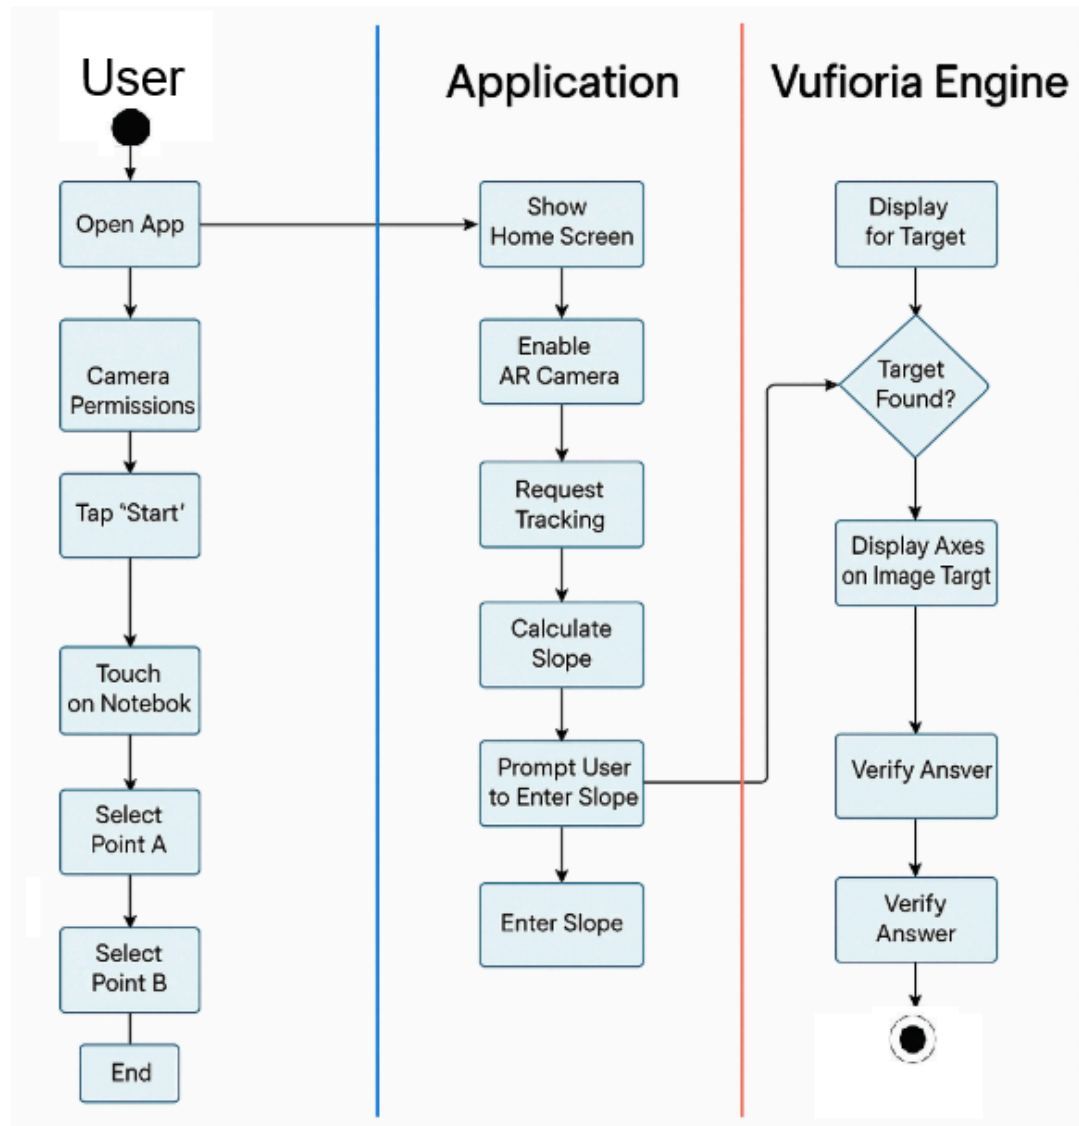 User
Application
Vufioria Engine
Open App
Camera
Permissions
Tap “Start’
Touch
on Notebok
Select
Point A
Select
Point B
End
Show
Home Screen
Enable
AR Camera
Request
Tracking
Calculate
Slope
Prompt User
to Enter Slope
Enter Slope
Display
for Target
Target
Found?
Display Axes
on Image Targt
Verify Ansver
Verify
Answer